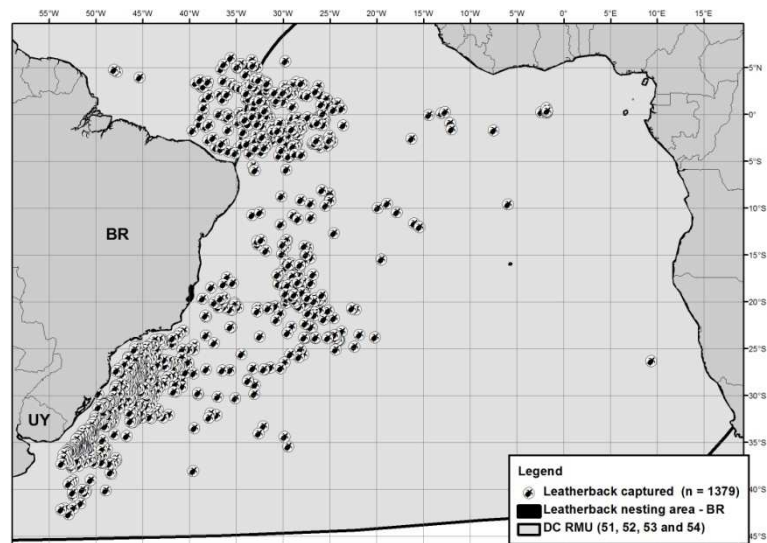 50°W 45°W 40°W 35°W 30°W 25°W 20°W 15°W 10°W 5°W 0° 5°E 10°E 15°E
5°N
0°
5°S
10°S
BR
15°S
20°S
25°S
30°S
UY
35°S
Legend
Leatherback captured (n = 1379)
40°S
Leatherback nesting area - BR
DC RMU (51, 52, 53 and 54)
45°S